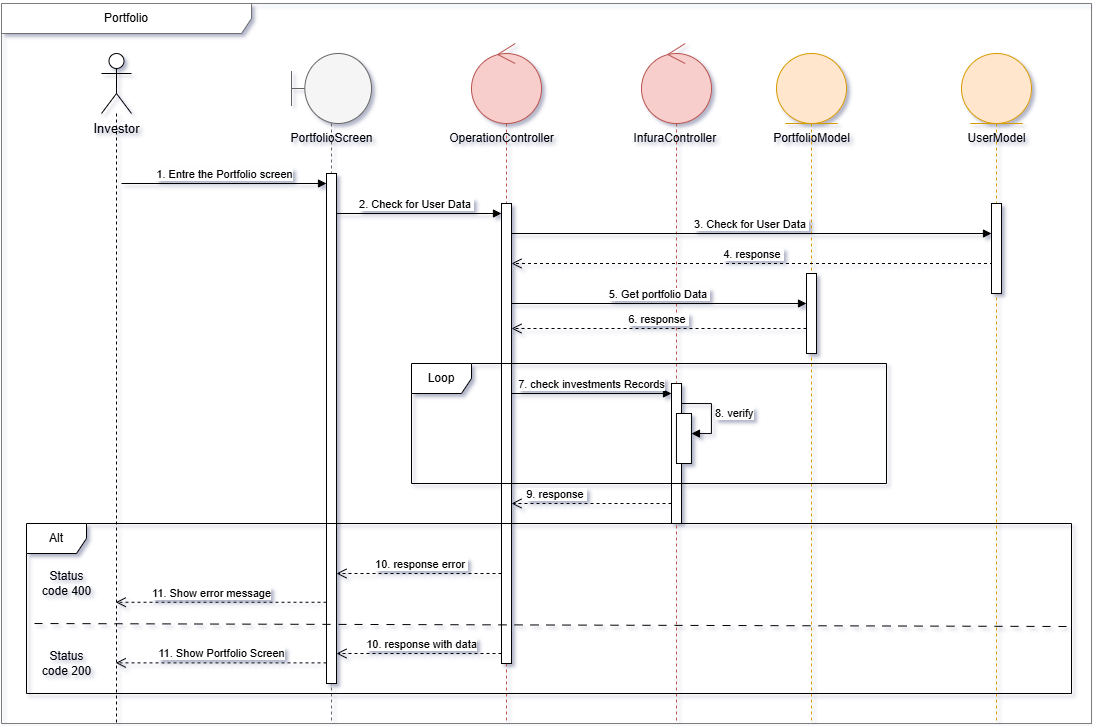 Portfolio
Investor
PortfolioScreen
OperationController
InfuraController
PortfolioModel
UserModel
1. Entre the Portfolio screen
2. Check for User Data
3. Check for User Data
4. response
5. Get portfolio Data
6. response
Loop
7. check investments Records
8. verify
9. response
Alt
10. response error
Status
code 400
11. Show error message
10. response with data
Status
code 200
11. Show Portfolio Screen